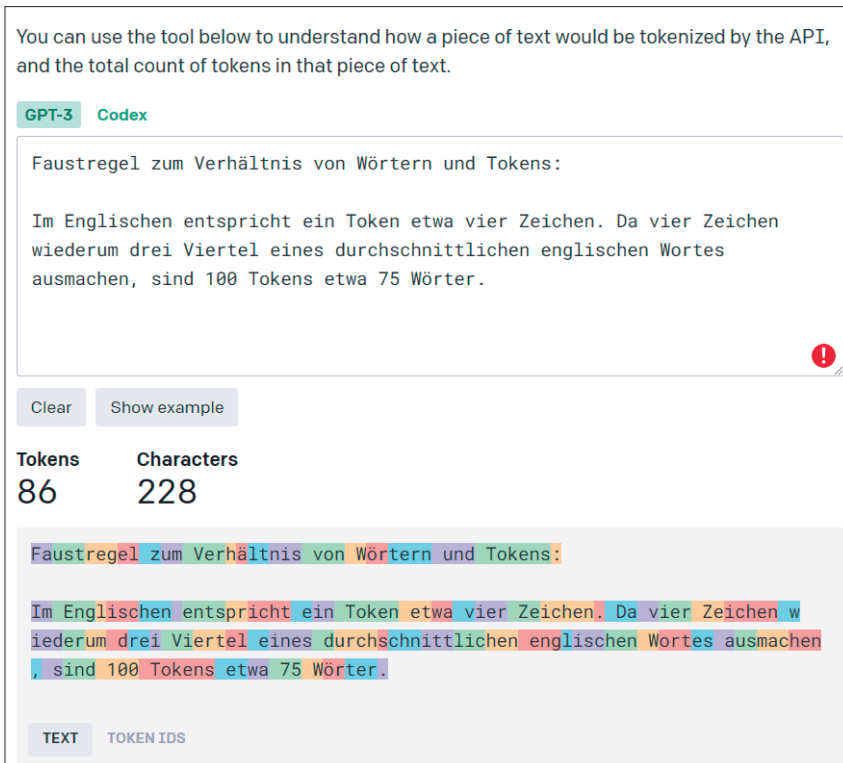 You can use the tool below to understand how a piece of text would be tokenized by the API,
and the total count of tokens in that piece of text.
GPT-3 Codex
Faustregel zum Verhältnis von Wörtern und Tokens:
Im Englischen entspricht ein Token etwa vier Zeichen. Da vier Zeichen
wiederum drei Viertel eines durchschnittlichen englischen Wortes
ausmachen, sind 100 Tokens etwa 75 Wörter.
Clear Show example
Tokens Characters
86 228
Faustregel zum Verhältnis von Wörtern und Tokens:
Im Englischen entspricht ein Token etwa vier Zeichen. Da vier Zeichen w
iederum drei Viertel eines durchschnittlichen englischen Wortes ausmachen
, sind 100 Tokens etwa 75 Wörter.
TEXT TOKEN IDS